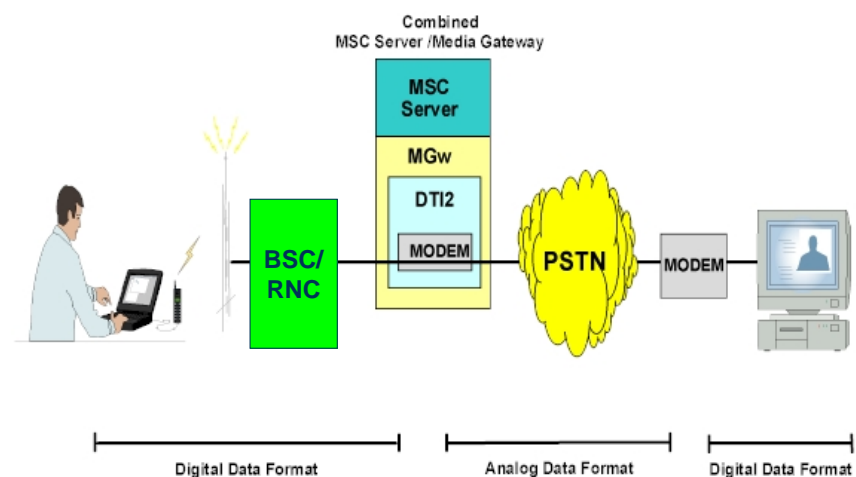 Combined
MSC Server /Media Gateway
MSC
Server
MGw
DTI2
MODEM
BSC/
RNC
PSTN
MODEM
Digital Data Format
Analog Data Format
Digital Data Format